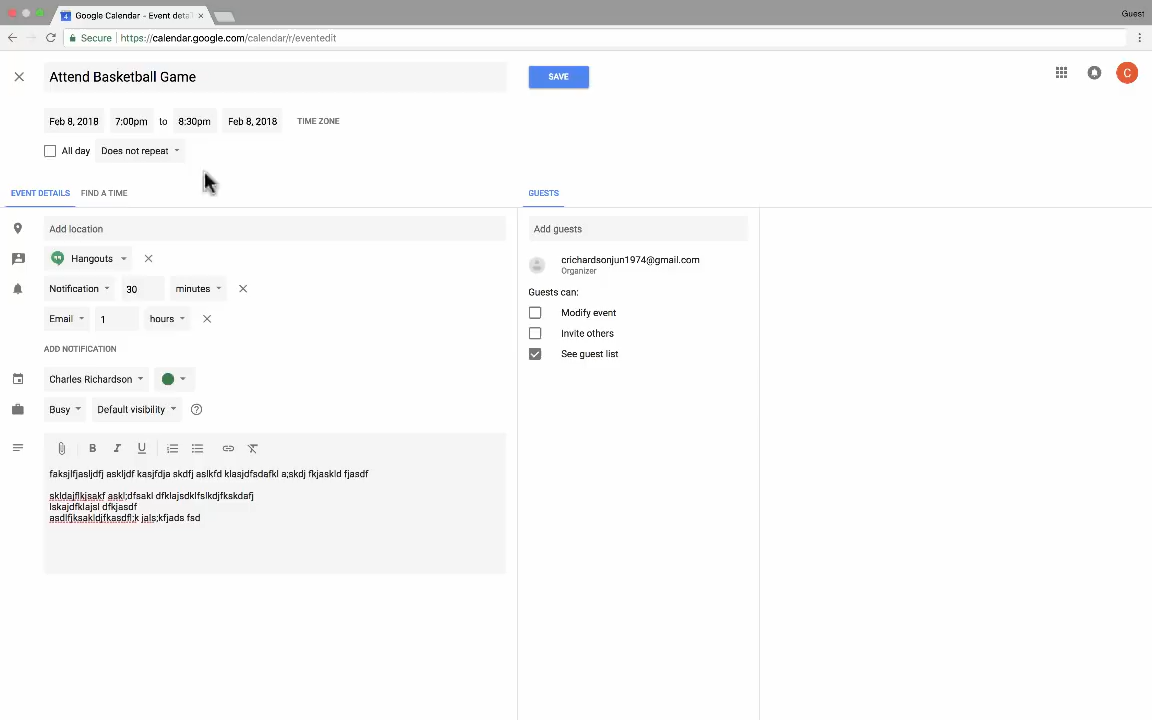 Google Calendar - Event detai
Guest
Secure
https://calendar.google.com/calendar/r/eventedit
Attend Basketball Game
SAVE
C
Feb 8, 2018 7:00pm to 8:30pm Feb 8, 2018 TIME ZONE
All day Does not repeat
EVENT DETAILS FIND A TIME
GUESTS
Add location
Add guests
Hangouts
crichardsonjun1974@gmail.com
Organizer
Notification 30 minutes
Guests can:
Email 1 hours
Modify event
Invite others
ADD NOTIFICATION
See guest list
Charles Richardson
Busy Default visibility
B I U
faksjlfjasljdfj askljdf kasjfdja skdfj aslkfd klasjdfsdafkl a;skdj fkjaskld fjasdf
skldajflkjsakf askl;dfsakl dfklajsdklfslkdjfkskdafj
lskajdfklajsl dfkjasdf
asdlfjksakldjfkasdfl;k jals;kfjads fsd